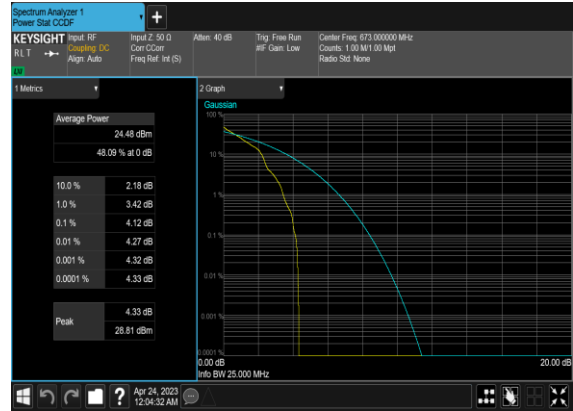 Spectrum Analyzer 1
Power Stat CCDF
KEYSIGHT
R L T
LXI
Input: RF
Coupling: DC
Align: Auto
Input Z: 50 Ω
Corr CCorr
Freq Ref: Int (S)
Atten: 40 dB
Trig: Free Run
#IF Gain: Low
Center Freq: 673.000000 MHz
Counts: 1.00 M/1.00 Mpt
Radio Std: None
1 Metrics
Average Power
24.48 dBm
48.09 % at 0 dB
10.0 % 2.18 dB
1.0 % 3.42 dB
0.1 % 4.12 dB
0.01 % 4.27 dB
0.001 % 4.32 dB
0.0001 % 4.33 dB
Peak
4.33 dB
28.81 dBm
2 Graph
Gaussian
100 %
10 %
1 %
0.1 %
0.01 %
0.001 %
0.0001 %
0.00 dB
20.00 dB
Info BW 25.000 MHz
?
Apr 24, 2023
12:04:32 AM